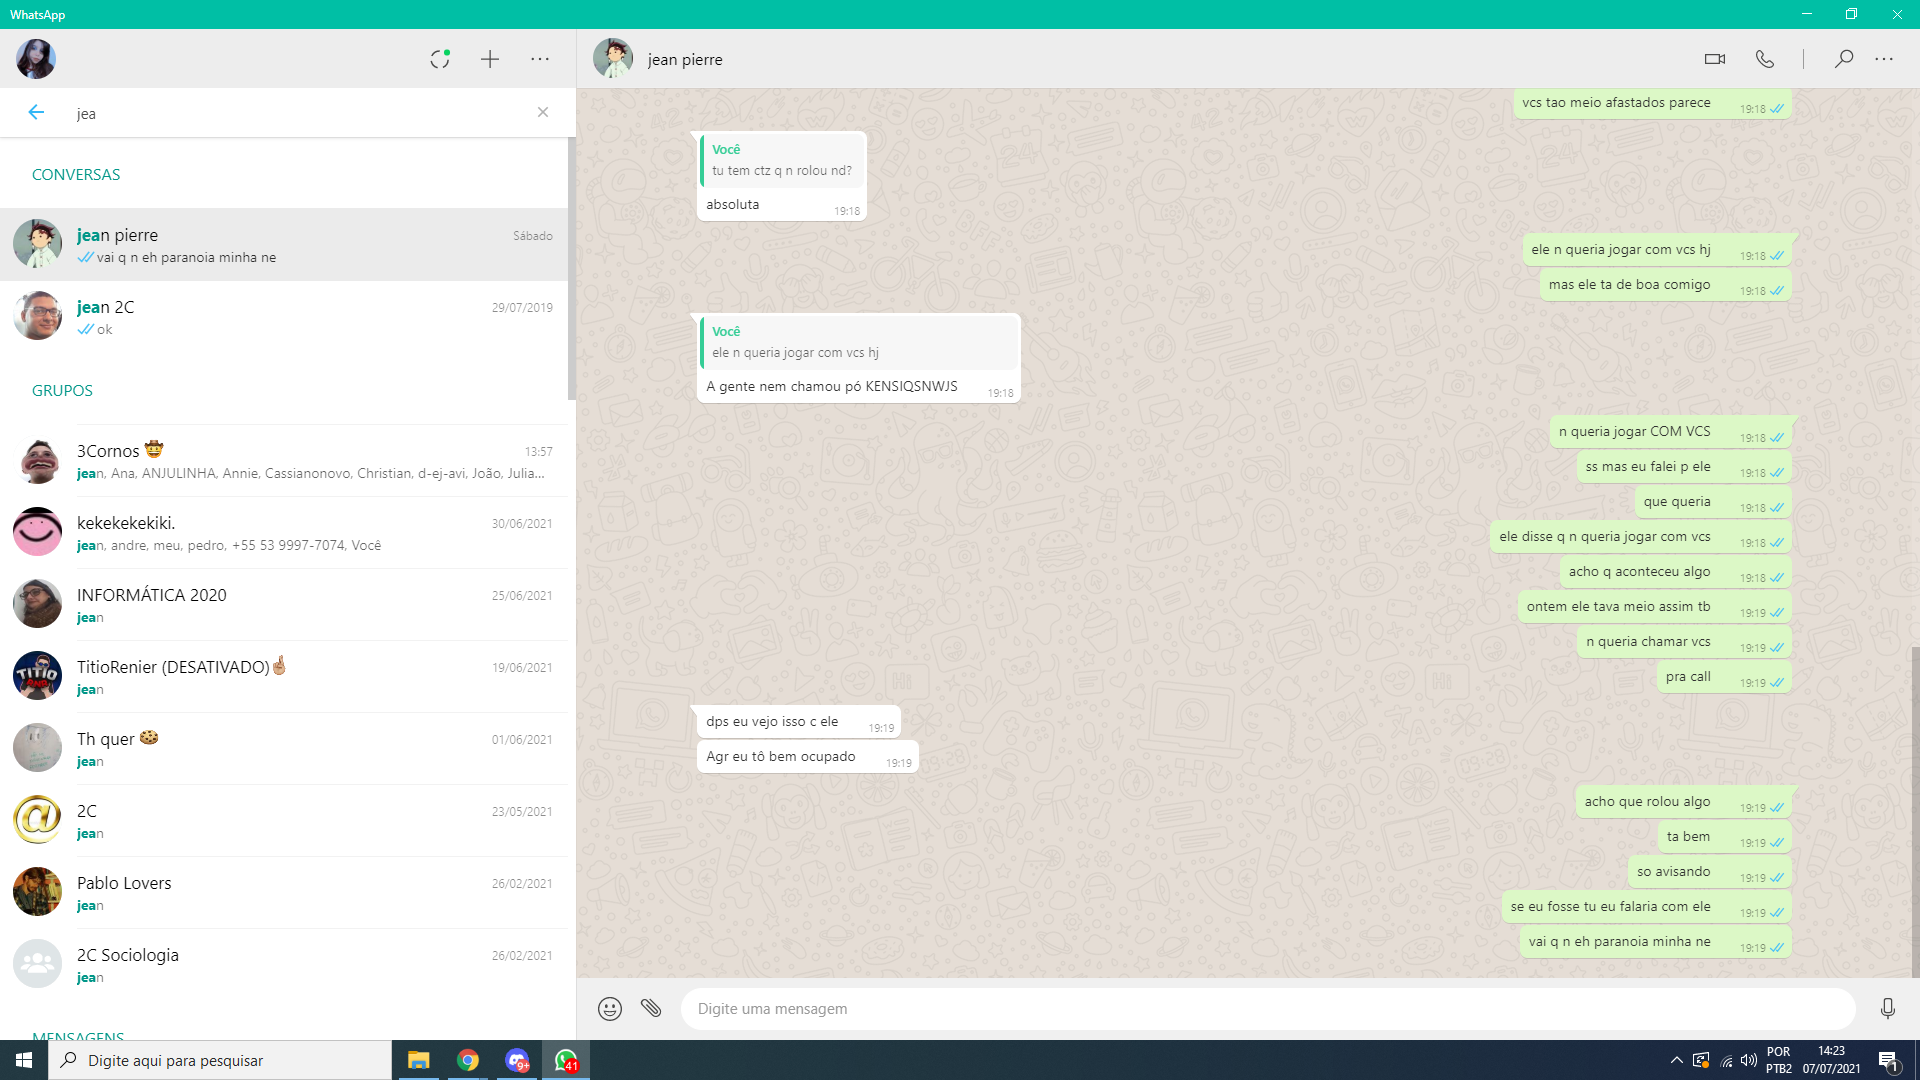 WhatsApp
jea
CONVERSAS
jean pierre
Sábado
vai q n eh paranoia minha ne
jean 2C
29/07/2019
ok
GRUPOS
3Cornos
13:57
jean, Ana, ANJULINHA, Annie, Cassianonovo, Christian, d-ej-avi, João, Julia...
kekekekekiki.
30/06/2021
jean, andre, meu, pedro, +55 53 9997-7074, Você
INFORMÁTICA 2020
25/06/2021
jean
TitioRenier (DESATIVADO)
19/06/2021
jean
Th quer
01/06/2021
jean
2C
23/05/2021
jean
Pablo Lovers
26/02/2021
jean
2C Sociologia
26/02/2021
jean
MENSAGENS
jean pierre
vcs tao meio afastados parece 19:18
Você
tu tem ctz q n rolou nd?
absoluta 19:18
ele n queria jogar com vcs hj 19:18
mas ele ta de boa comigo 19:18
Você
ele n queria jogar com vcs hj
A gente nem chamou pó KENSIQSNWJS 19:18
n queria jogar COM VCS 19:18
ss mas eu falei p ele 19:18
que queria 19:18
ele disse q n queria jogar com vcs 19:18
acho q aconteceu algo 19:18
ontem ele tava meio assim tb 19:19
n queria chamar vcs 19:19
pra call 19:19
dps eu vejo isso c ele 19:19
Agr eu tô bem ocupado 19:19
acho que rolou algo 19:19
ta bem 19:19
so avisando 19:19
se eu fosse tu eu falaria com ele 19:19
vai q n eh paranoia minha ne 19:19
Digite uma mensagem
Digite aqui para pesquisar
9+
41
POR
PTB2
14:23
07/07/2021
1